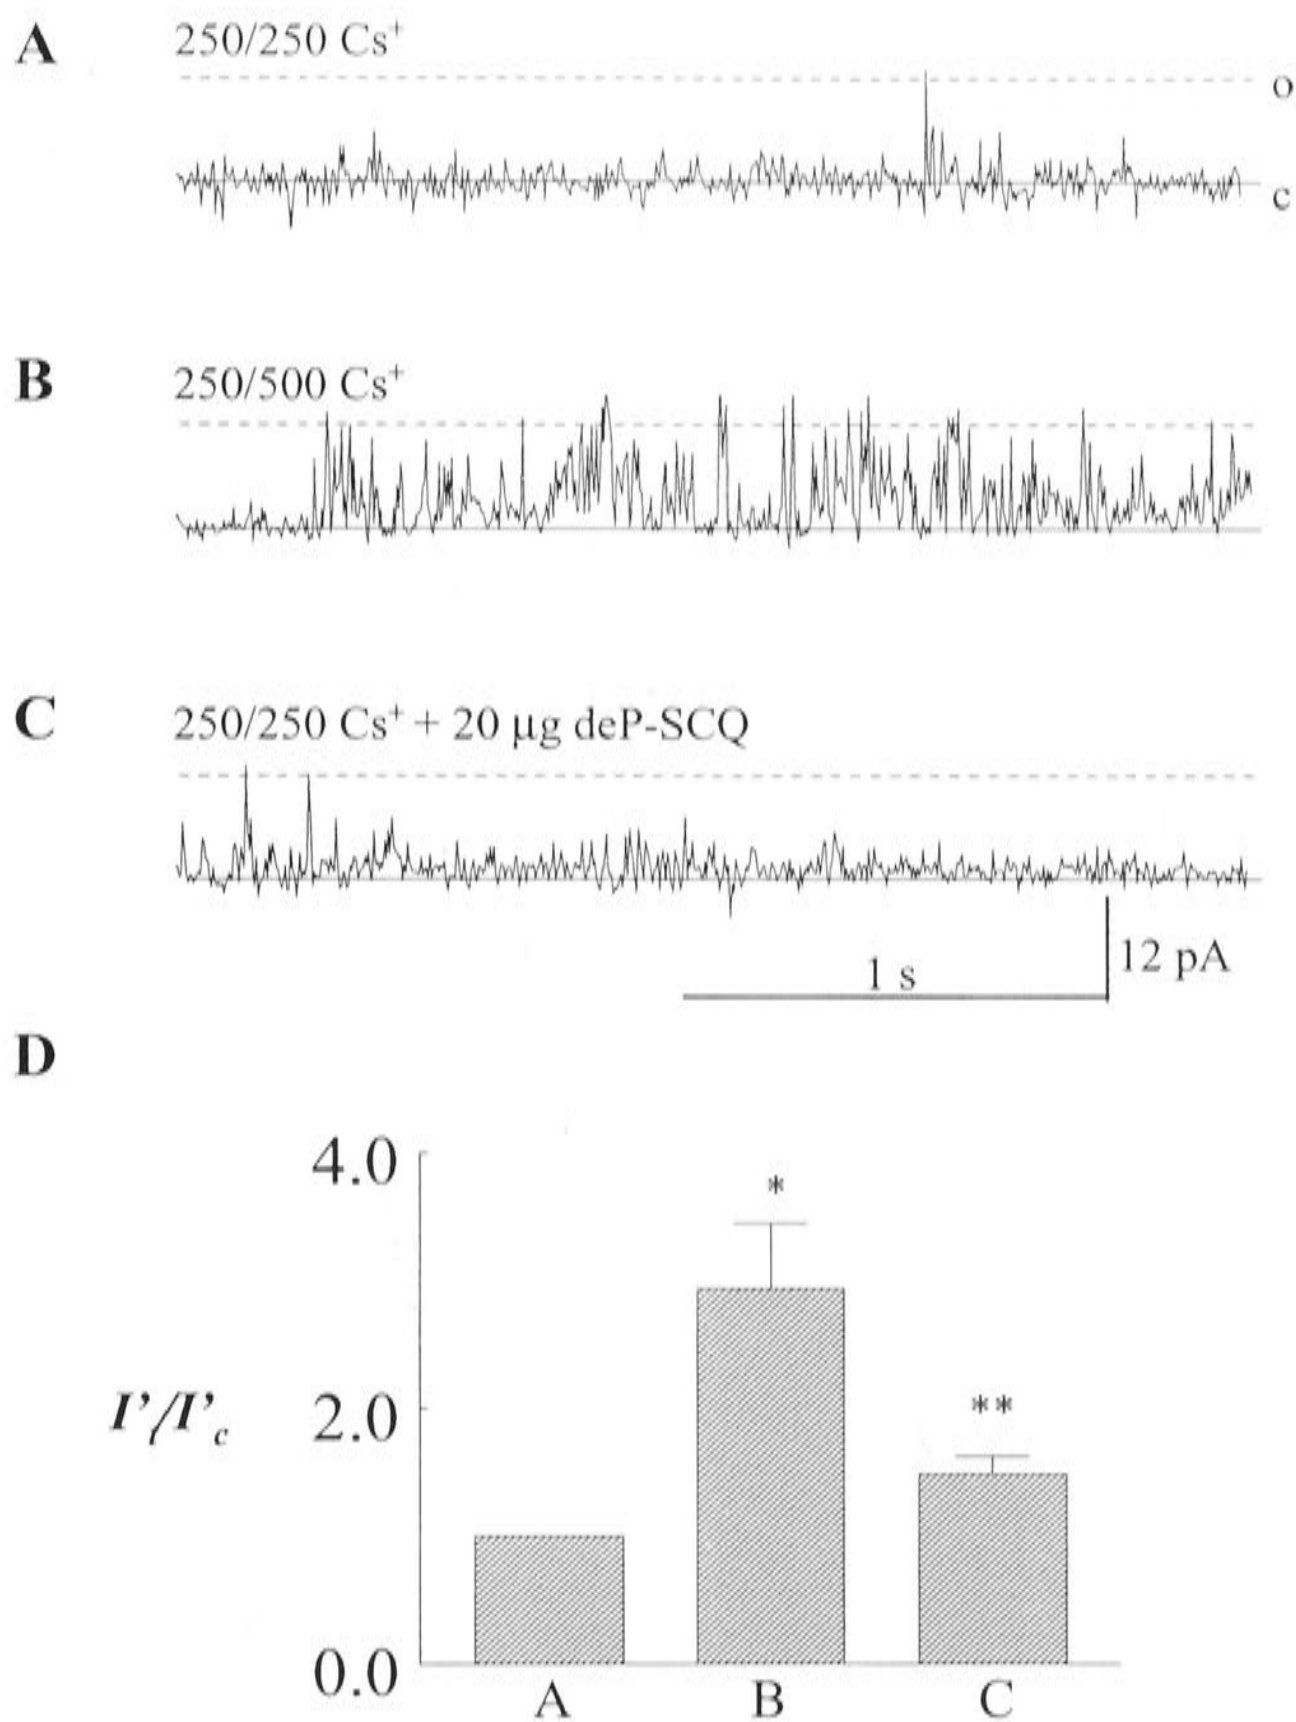 A
250/250 Cs⁺
o
c
B
250/500 Cs⁺
C
250/250 Cs⁺ + 20 µg deP-SCQ
12 pA
1 s
D
4.0
*
I'ₜ/I'c
2.0
**
0.0
A B C